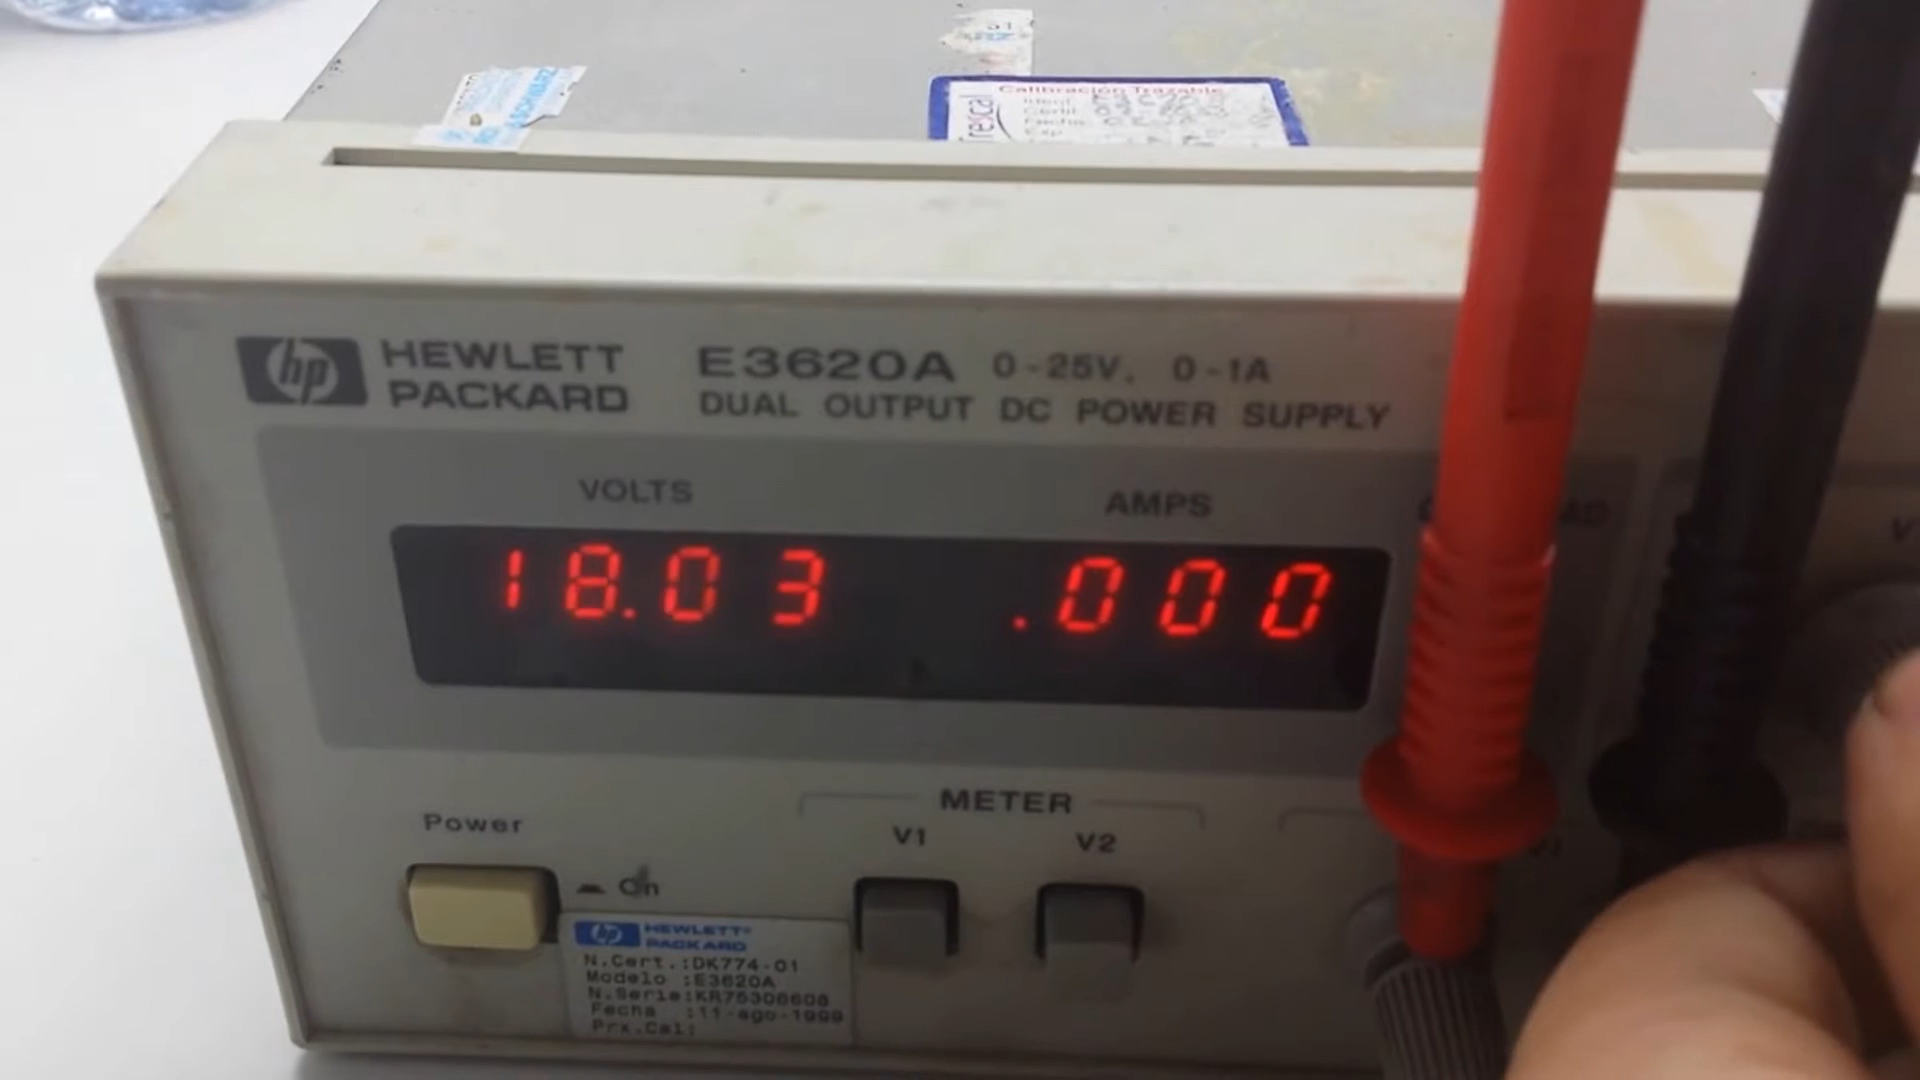 Calibración Trazable
HEWLETT
PACKARD
hp
E3620A 0-25V, 0-1A
DUAL OUTPUT DC POWER SUPPLY
VOLTS
AMPS
18.03
.000
METER
Power
V1
V2
On
hp HEWLETT
PACKARD
N.Cert.:DK774-01
Modelo :E3620A
N.Serie:KR75306608
Fecha :11-ago-1999
Prx.Cal: